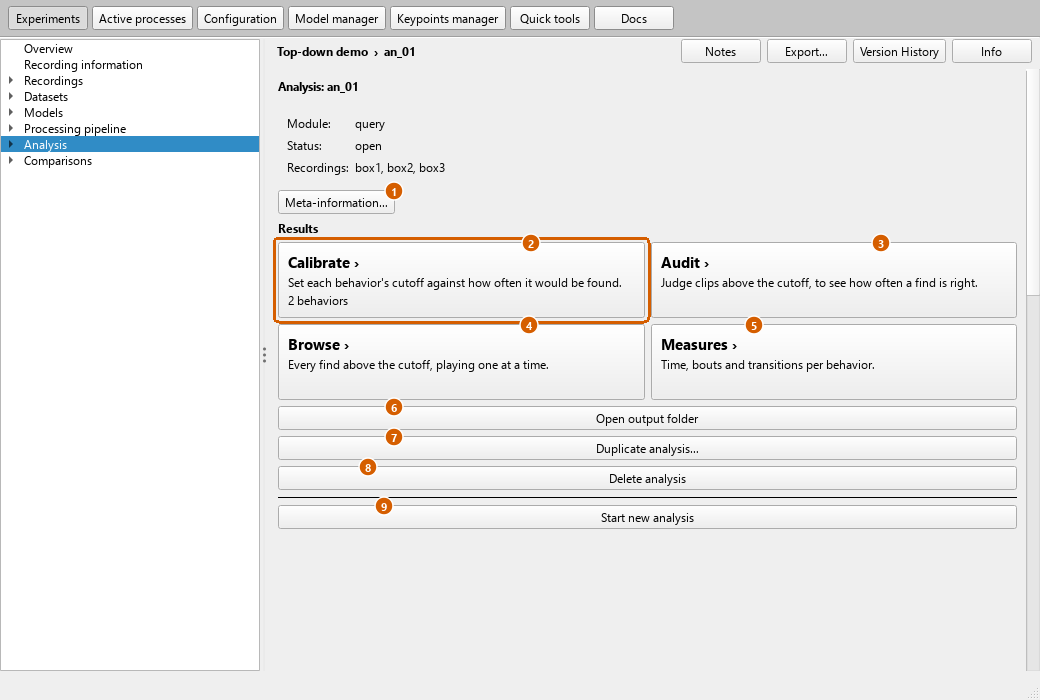 Experiments Active processes Configuration Model manager Keypoints manager Quick tools Docs
Overview
Recording information
Recordings
Datasets
Models
Processing pipeline
Analysis
Comparisons
Top-down demo › an_01
Notes Export... Version History Info
Analysis: an_01
Module: query
Status: open
Recordings: box1, box2, box3
1
Meta-information...
Results
2
Calibrate ›
Set each behavior's cutoff against how often it would be found.
2 behaviors
3
Audit ›
Judge clips above the cutoff, to see how often a find is right.
4
Browse ›
Every find above the cutoff, playing one at a time.
5
Measures ›
Time, bouts and transitions per behavior.
6
Open output folder
7
Duplicate analysis...
8
Delete analysis
9
Start new analysis